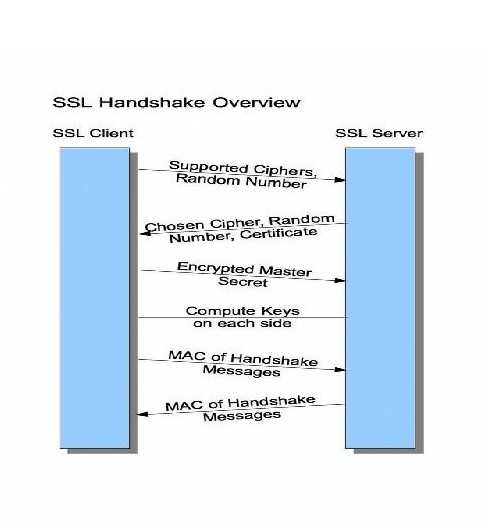 SSL Handshake Overview
SSL Client
SSL Server
Supported Ciphers,
Random Number
Chosen Cipher, Random
Number, Certificate
Encrypted Master
Secret
Compute Keys
on each side
MAC of Handshake
Messages
MAC of Handshake
Messages